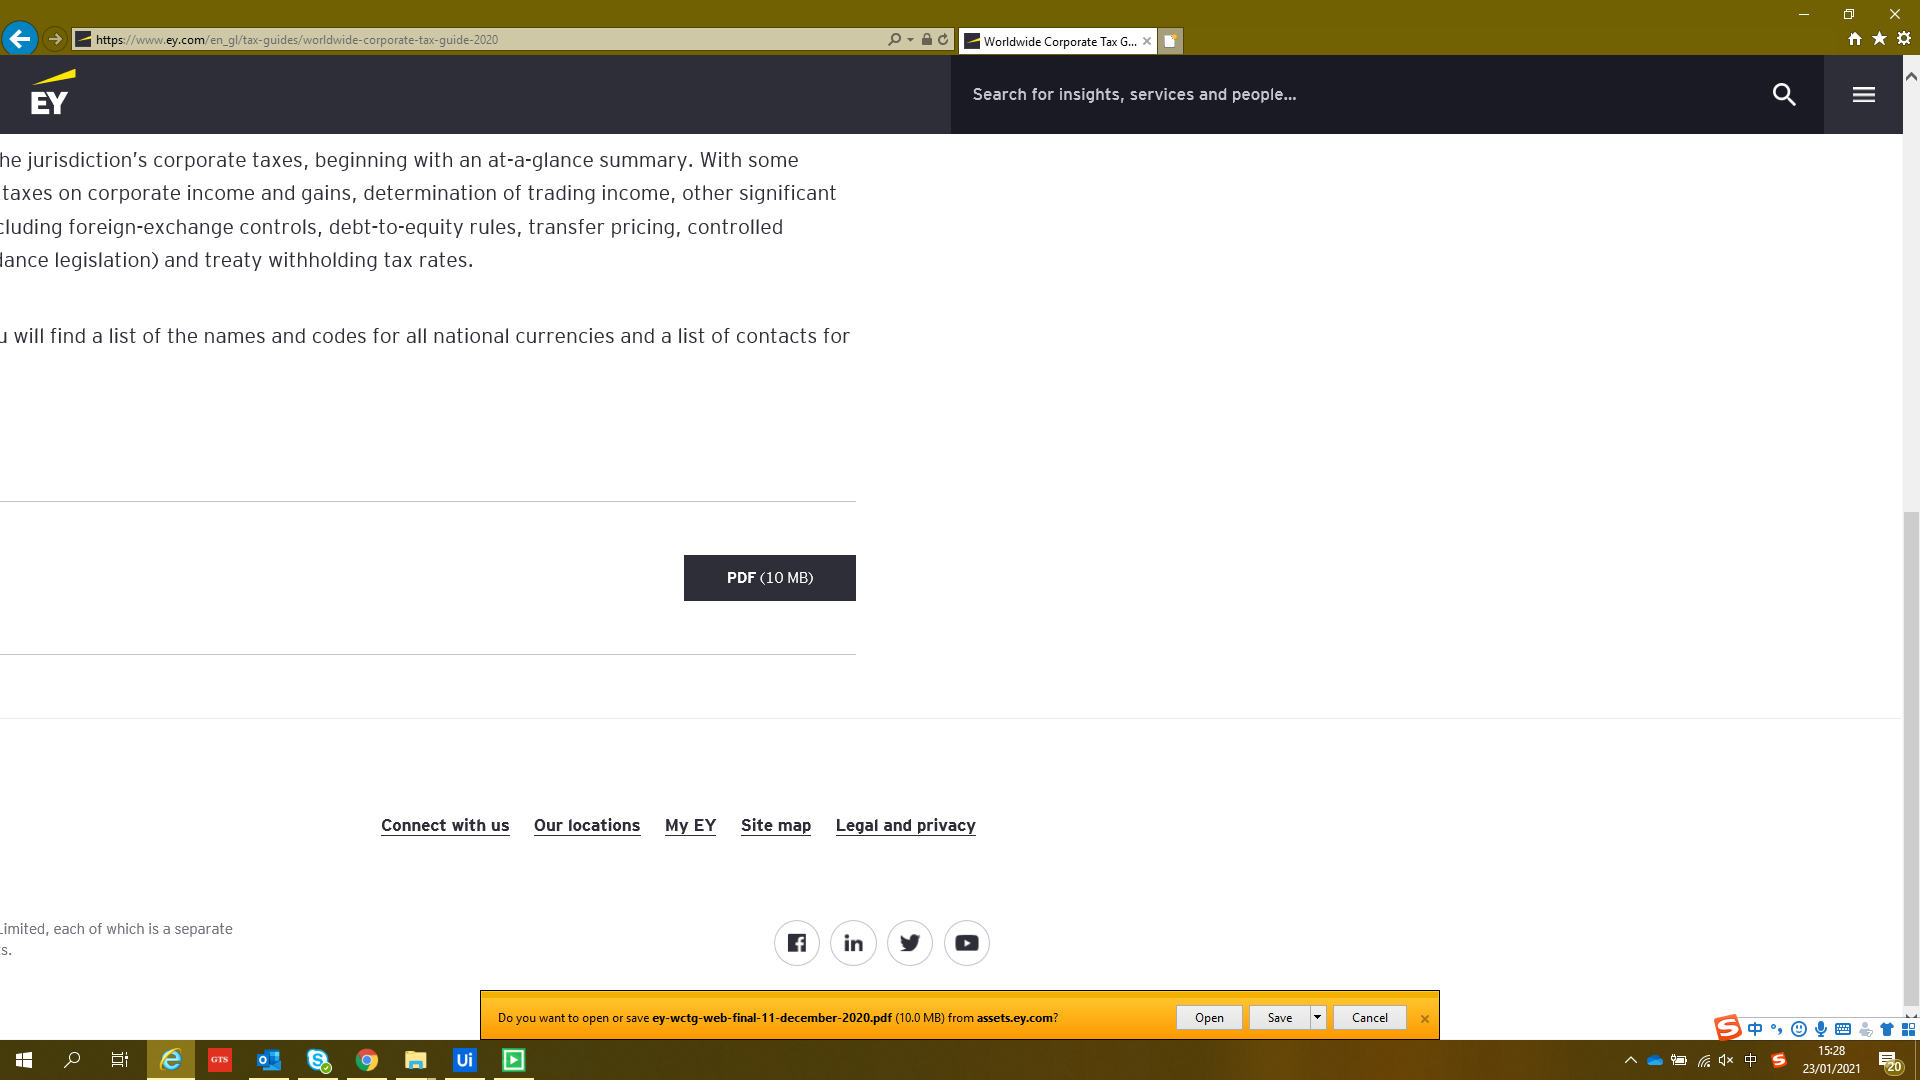 https://www.ey.com/en_gl/tax-guides/worldwide-corporate-tax-guide-2020
Worldwide Corporate Tax G...
EY
Search for insights, services and people...
he jurisdiction's corporate taxes, beginning with an at-a-glance summary. With some
taxes on corporate income and gains, determination of trading income, other significant
cluding foreign-exchange controls, debt-to-equity rules, transfer pricing, controlled
dance legislation) and treaty withholding tax rates.
u will find a list of the names and codes for all national currencies and a list of contacts for
PDF (10 MB)
Connect with us Our locations My EY Site map Legal and privacy
Limited, each of which is a separate
ts.
Do you want to open or save ey-wctg-web-final-11-december-2020.pdf (10.0 MB) from assets.ey.com?
Open Save Cancel
中
GTS
Ui
中
15:28
23/01/2021
20